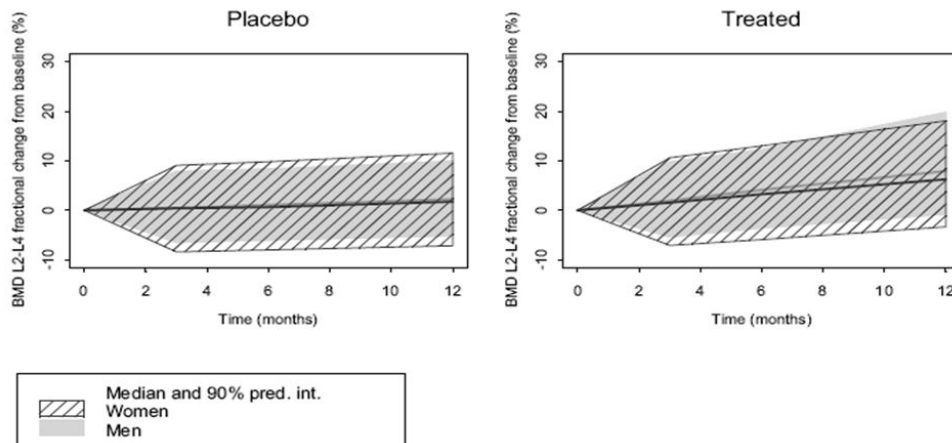 Placebo
BMD L2-L4 fractional change from baseline (%)
30
20
10
0
-10
0 2 4 6 8 10 12
Time (months)
Treated
BMD L2-L4 fractional change from baseline (%)
30
20
10
0
-10
0 2 4 6 8 10 12
Time (months)
Median and 90% pred. int.
Women
Men